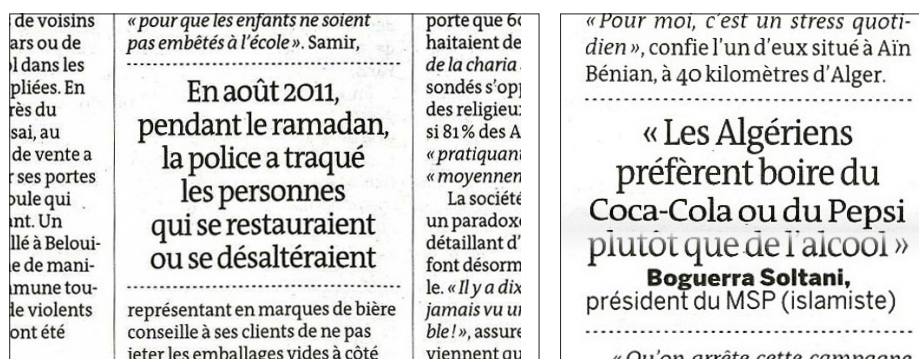 de voisins
ars ou de
l dans les
pliées. En
rès du
sai, au
de vente a
ses portes
oule qui
ant. Un
llé à Beloui-
e de mani-
mmune tou-
de violents
ont été
« pour que les enfants ne soient
pas embêtés à l'école ». Samir,
En août 2011,
pendant le ramadan,
la police a traqué
les personnes
qui se restauraient
ou se désaltéraient
représentant en marques de bière
conseille à ses clients de ne pas
jeter les emballages vides à côté
porte que 60
haitaient de
de la charia
sondés s'opp
des religieu
si 81 % des A
« pratiquan
« moyennen
La société
un paradoxe
détaillant d'
font désorm
le. « Il y a dix
jamais vu u
ble ! », assure
viennent qu
« Pour moi, c'est un stress quoti-
dien », confie l'un d'eux situé à Aïn
Bénian, à 40 kilomètres d'Alger.
« Les Algériens
préfèrent boire du
Coca-Cola ou du Pepsi
plutôt que de l'alcool »
Boguerra Soltani,
président du MSP (islamiste)
« Qu'on arrête cette campagne